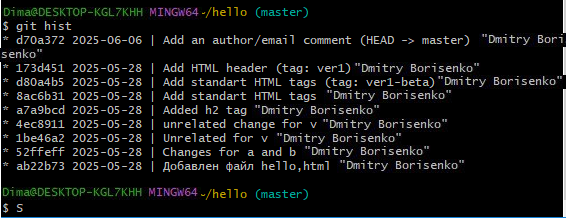 Dima@DESKTOP-KGL7KHH MINGW64 ~/hello (master)
$ git hist
* d70a372 2025-06-06 | Add an author/email comment (HEAD -> master) "Dmitry Bori
senko"
* 173d451 2025-05-28 | Add HTML header (tag: ver1) "Dmitry Borisenko"
* d80a4b5 2025-05-28 | Add standart HTML tags (tag: ver1-beta) "Dmitry Borisenko"
* 8ac6b31 2025-05-28 | Add standart HTML tags "Dmitry Borisenko"
* a7a9bcd 2025-05-28 | Added h2 tag "Dmitry Borisenko"
* 4ec8911 2025-05-28 | unrelated change for v "Dmitry Borisenko"
* 1be46a2 2025-05-28 | Unrelated for v "Dmitry Borisenko"
* 52ffeff 2025-05-28 | Changes for a and b "Dmitry Borisenko"
* ab22b73 2025-05-28 | Добавлен файл hello,html "Dmitry Borisenko"
Dima@DESKTOP-KGL7KHH MINGW64 ~/hello (master)
$ S